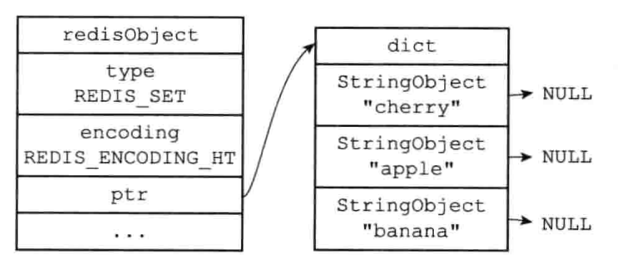 redisObject
type
REDIS_SET
encoding
REDIS_ENCODING_HT
ptr
...
dict
StringObject
"cherry"
NULL
StringObject
"apple"
NULL
StringObject
"banana"
NULL